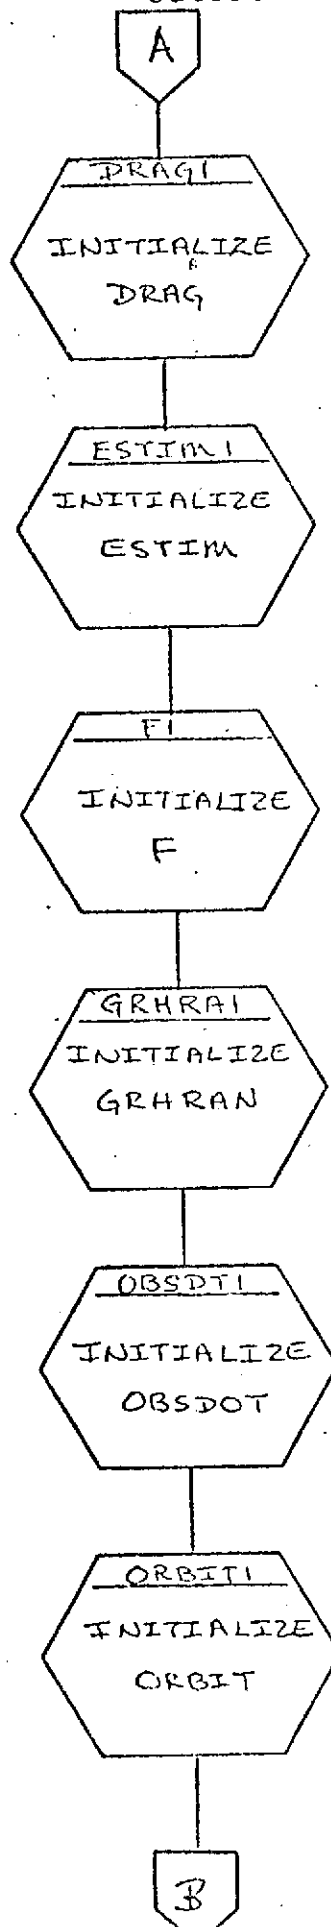 A
DRAG1
INITIALIZE
DRAG
ESTIM1
INITIALIZE
ESTIM
F1
INITIALIZE
F
GRHRA1
INITIALIZE
GRHRAN
OBSDT1
INITIALIZE
OBSDOT
ORBIT1
INITIALIZE
ORBIT
B